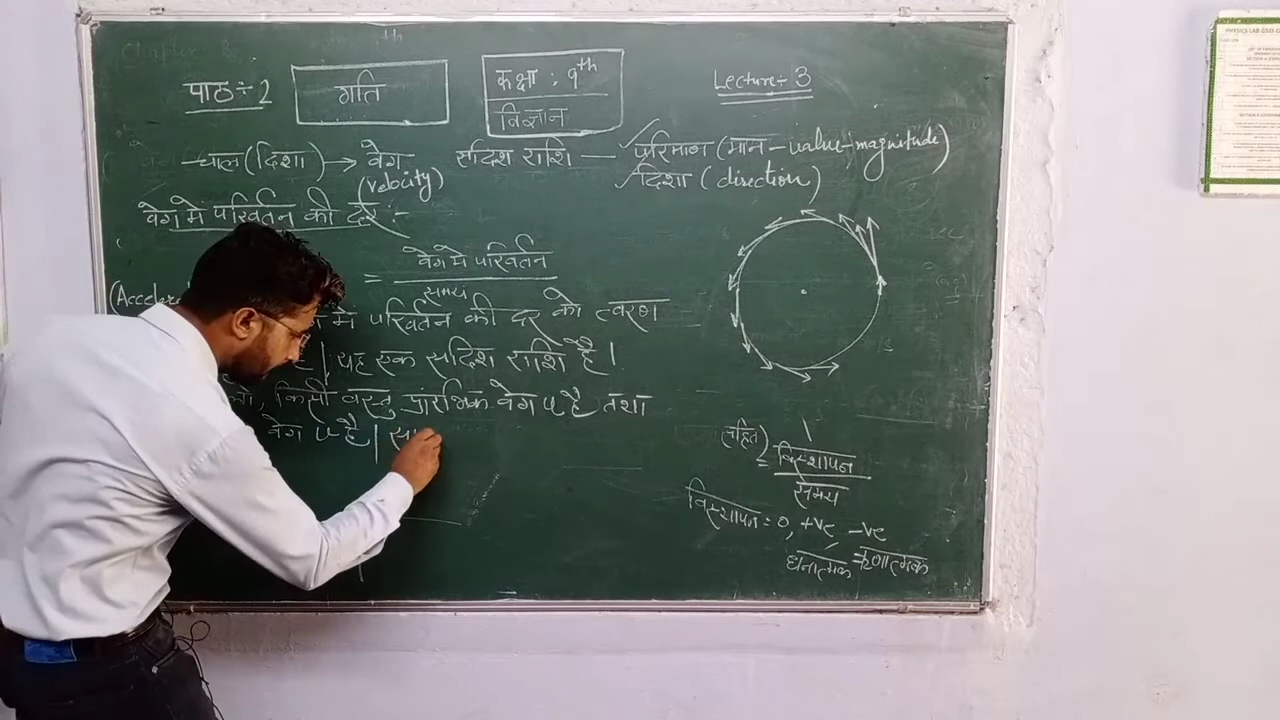 पाठ ÷ 2
गति
कक्षा - 9th
विज्ञान
Lecture ÷ 3
चाल (दिशा) → वेग
(velocity)
सदिश राशि — परिमाण (मान - value - magnitude)
दिशा (direction)
वेग मे परिवर्तन की दर :-
= वेग मे परिवर्तन
समय
मे परिवर्तन की दर को त्वरण
| यह एक सदिश राशि है।
किसी वस्तु प्रारंभिक वेग u है तथा
वेग है | स
विस्थापन
समय
विस्थापन = 0, +ve -ve
धनात्मक ऋणात्मक
PHYSICS LAB